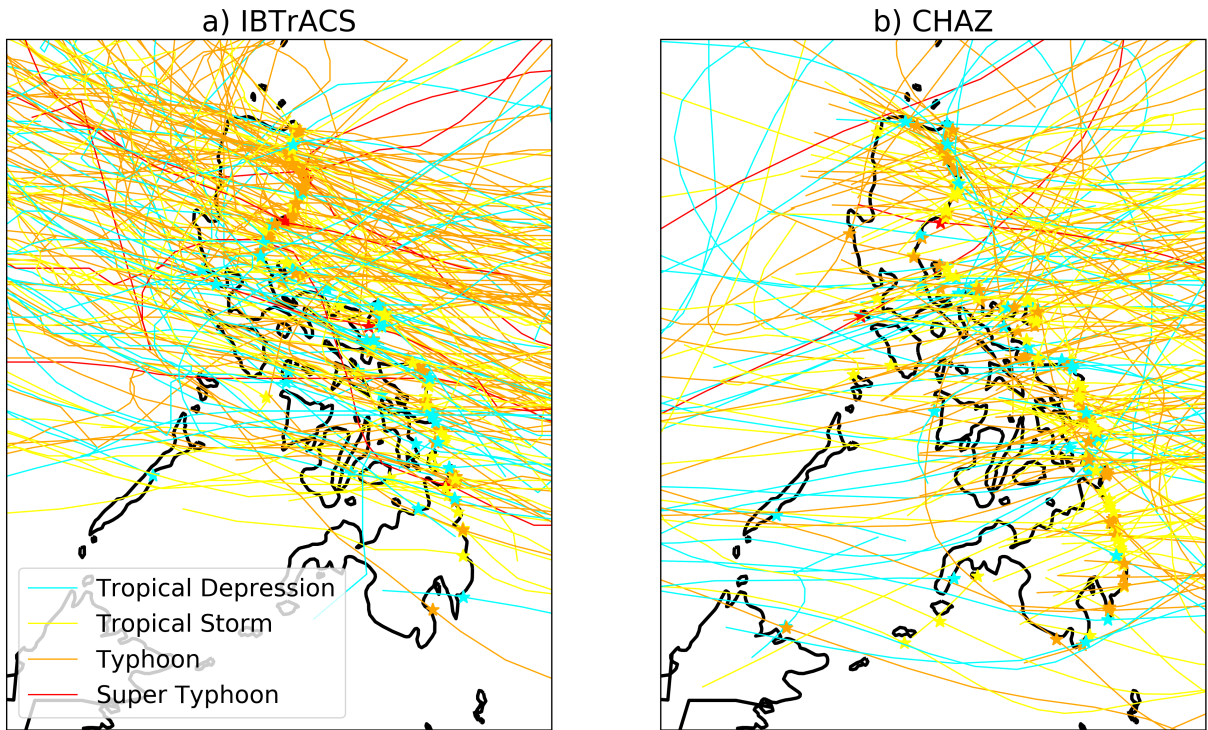 a) IBTrACS
b) CHAZ
Tropical Depression
Tropical Storm
Typhoon
Super Typhoon